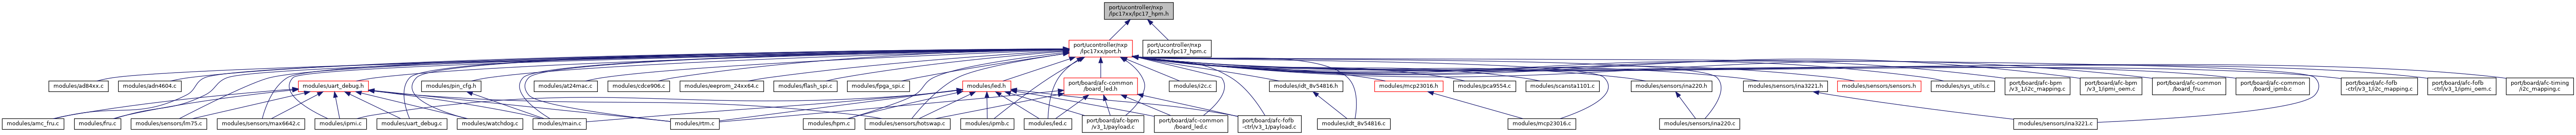 port/ucontroller/nxp
/lpc17xx/lpc17_hpm.h
port/ucontroller/nxp
/lpc17xx/port.h
port/ucontroller/nxp
/lpc17xx/lpc17_hpm.c
modules/ad84xx.c
modules/adn4604.c
modules/uart_debug.h
modules/pin_cfg.h
modules/at24mac.c
modules/cdce906.c
modules/eeprom_24xx64.c
modules/flash_spi.c
modules/fpga_spi.c
modules/led.h
port/board/afc-common
/board_led.h
modules/i2c.c
modules/idt_8v54816.h
modules/mcp23016.h
modules/pca9554.c
modules/scansta1101.c
modules/sensors/ina220.h
modules/sensors/ina3221.h
modules/sensors/sensors.h
modules/sys_utils.c
port/board/afc-bpm
/v3_1/i2c_mapping.c
port/board/afc-bpm
/v3_1/ipmi_oem.c
port/board/afc-common
/board_fru.c
port/board/afc-common
/board_ipmb.c
port/board/afc-fofb
-ctrl/v3_1/i2c_mapping.c
port/board/afc-fofb
-ctrl/v3_1/ipmi_oem.c
port/board/afc-timing
/i2c_mapping.c
modules/amc_fru.c
modules/fru.c
modules/sensors/lm75.c
modules/sensors/max6642.c
modules/ipmi.c
modules/uart_debug.c
modules/watchdog.c
modules/main.c
modules/rtm.c
modules/hpm.c
modules/sensors/hotswap.c
modules/ipmb.c
modules/led.c
port/board/afc-bpm
/v3_1/payload.c
port/board/afc-common
/board_led.c
port/board/afc-fofb
-ctrl/v3_1/payload.c
modules/idt_8v54816.c
modules/mcp23016.c
modules/sensors/ina220.c
modules/sensors/ina3221.c